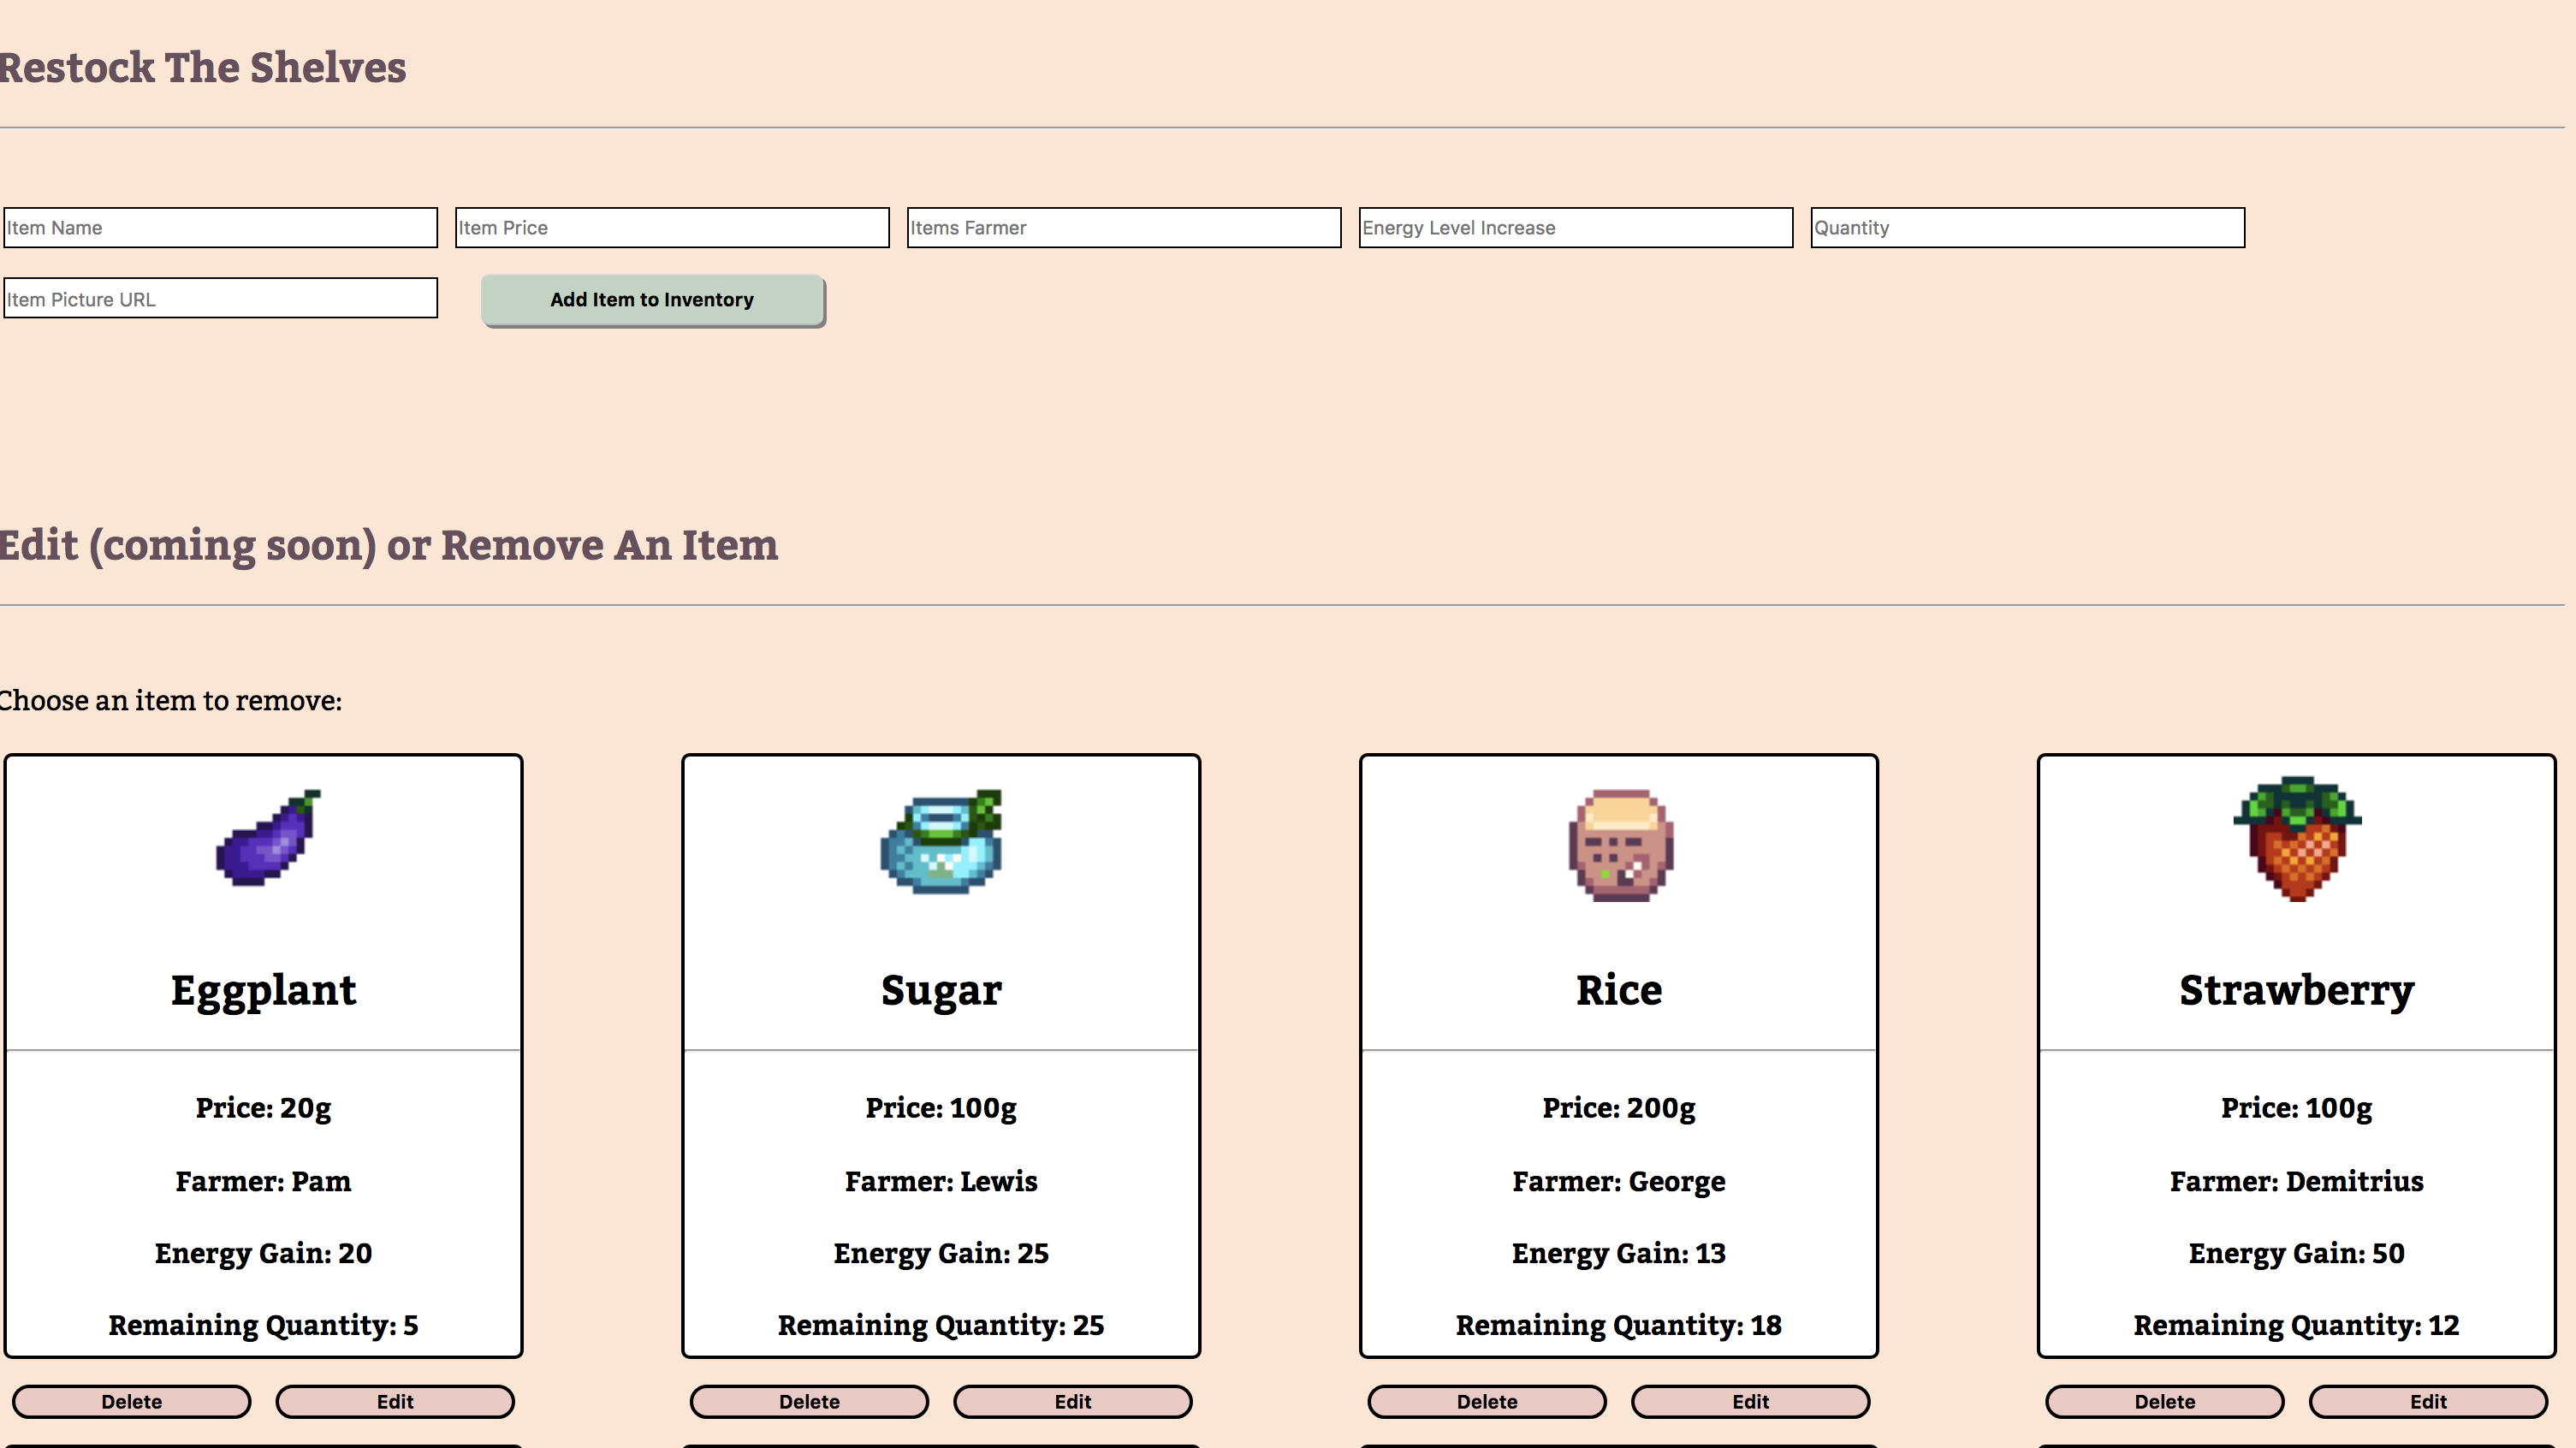 Restock The Shelves
Item Name
Item Price
Items Farmer
Energy Level Increase
Quantity
Item Picture URL
Add Item to Inventory
Edit (coming soon) or Remove An Item
Choose an item to remove:
Eggplant
Price: 20g
Farmer: Pam
Energy Gain: 20
Remaining Quantity: 5
Delete
Edit
Sugar
Price: 100g
Farmer: Lewis
Energy Gain: 25
Remaining Quantity: 25
Delete
Edit
Rice
Price: 200g
Farmer: George
Energy Gain: 13
Remaining Quantity: 18
Delete
Edit
Strawberry
Price: 100g
Farmer: Demitrius
Energy Gain: 50
Remaining Quantity: 12
Delete
Edit